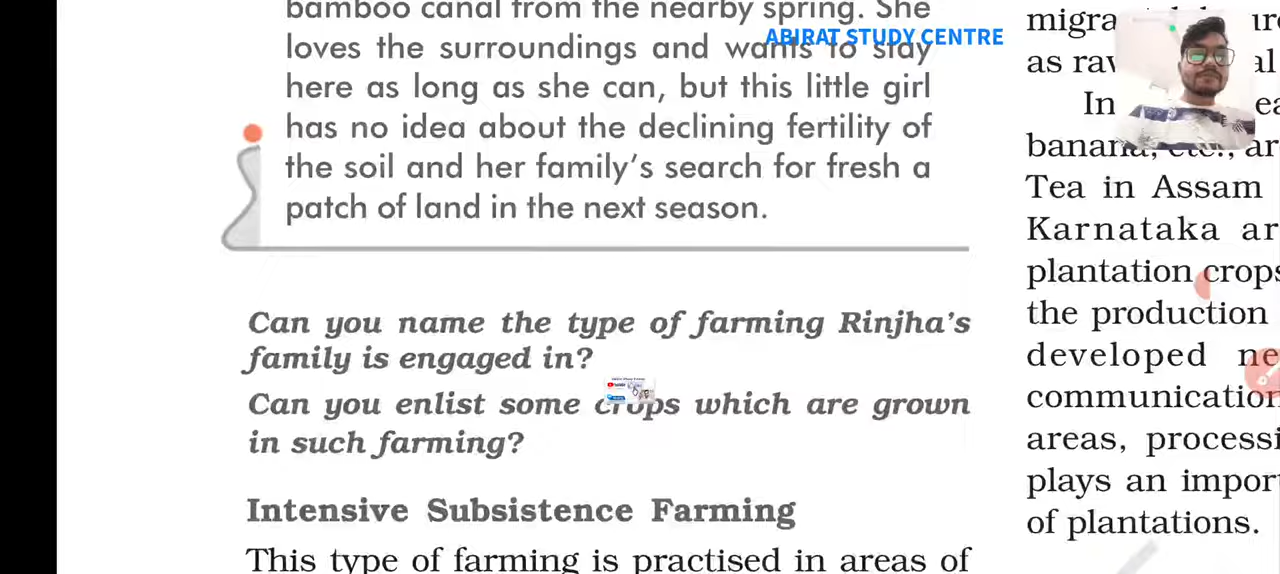 bamboo canal from the nearby spring. She
loves the surroundings and wants to stay
here as long as she can, but this little girl
has no idea about the declining fertility of
the soil and her family's search for fresh a
patch of land in the next season.
Can you name the type of farming Rinjha's
family is engaged in?
Can you enlist some crops which are grown
in such farming?
Intensive Subsistence Farming
This type of farming is practised in areas of
ABIRAT STUDY CENTRE
as
In
banana, etc., ar
Tea in Assam
Karnataka ar
plantation crops
the production
developed ne
communication
areas, processi
plays an impor
of plantations.